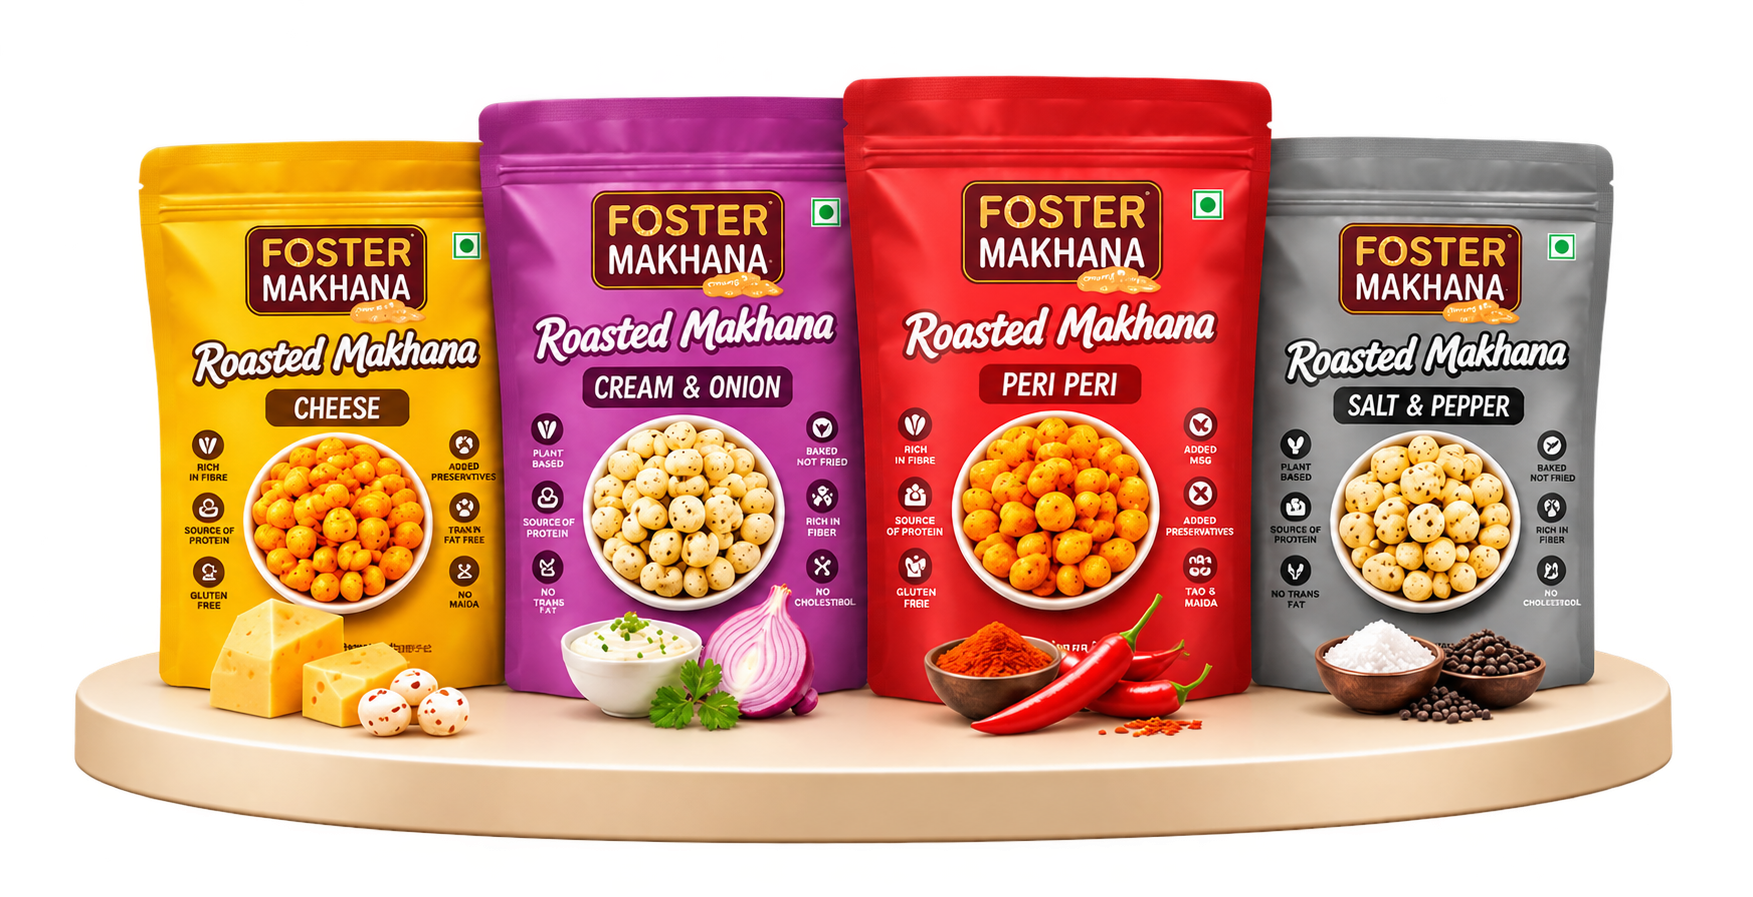 FOSTER
MAKHANA
Roasted Makhana
CHEESE
RICH
IN FIBRE
SOURCE OF
PROTEIN
GLUTEN
FREE
ADDED
PRESERVATIVES
FAT FREE
NO
MAIDA
FOSTER
MAKHANA
Roasted Makhana
CREAM & ONION
PLANT
BASED
SOURCE OF
PROTEIN
NO
TRANS
FAT
BAKED
NOT FRIED
RICH IN
FIBER
NO
FOSTER
MAKHANA
Roasted Makhana
PERI PERI
RICH
IN FIBRE
SOURCE
OF PROTEIN
GLUTEN
FREE
ADDED
MSG
ADDED
PRESERVATIVES
TAO &
MAIDA
FOSTER
MAKHANA
Roasted Makhana
SALT & PEPPER
PLANT
BASED
SOURCE OF
PROTEIN
NO TRANS
FAT
BAKED
NOT FRIED
RICH IN
FIBER
NO